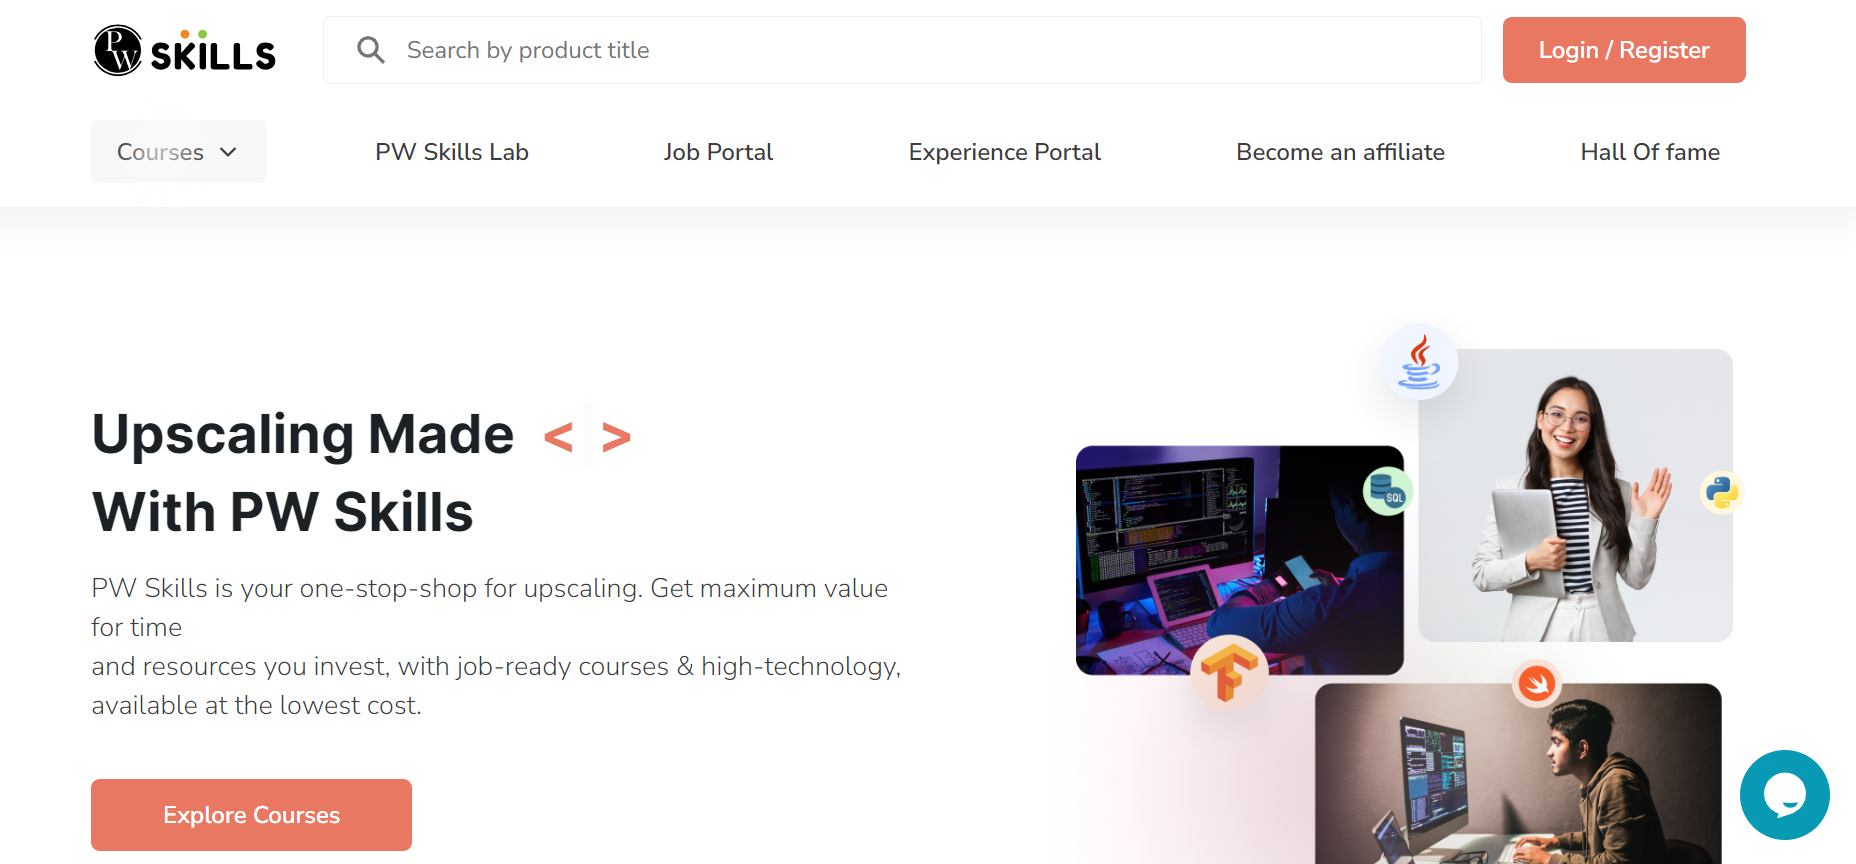 PW SKILLS
Search by product title
Login / Register
Courses
PW Skills Lab
Job Portal
Experience Portal
Become an affiliate
Hall Of fame
Upscaling Made < >
With PW Skills
PW Skills is your one-stop-shop for upscaling. Get maximum value
for time
and resources you invest, with job-ready courses & high-technology,
available at the lowest cost.
Explore Courses
SQL